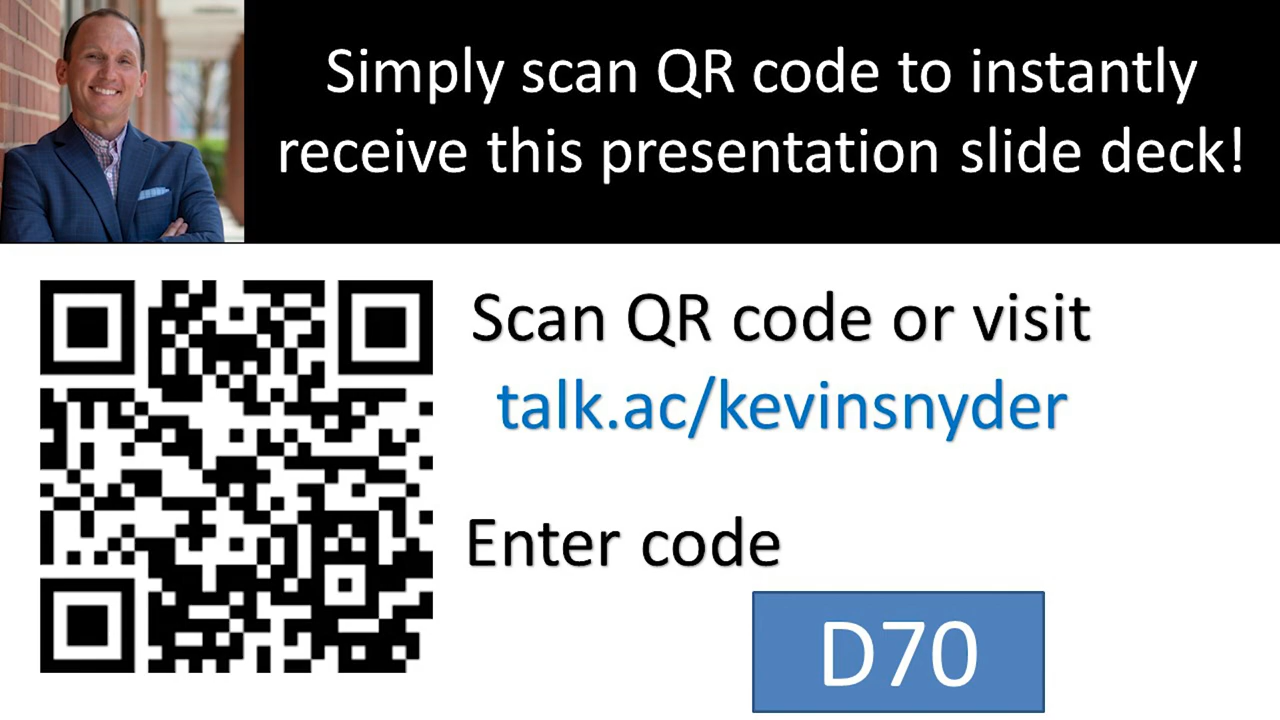 Simply scan QR code to instantly
receive this presentation slide deck!
Scan QR code or visit
talk.ac/kevinsnyder
Enter code
D70